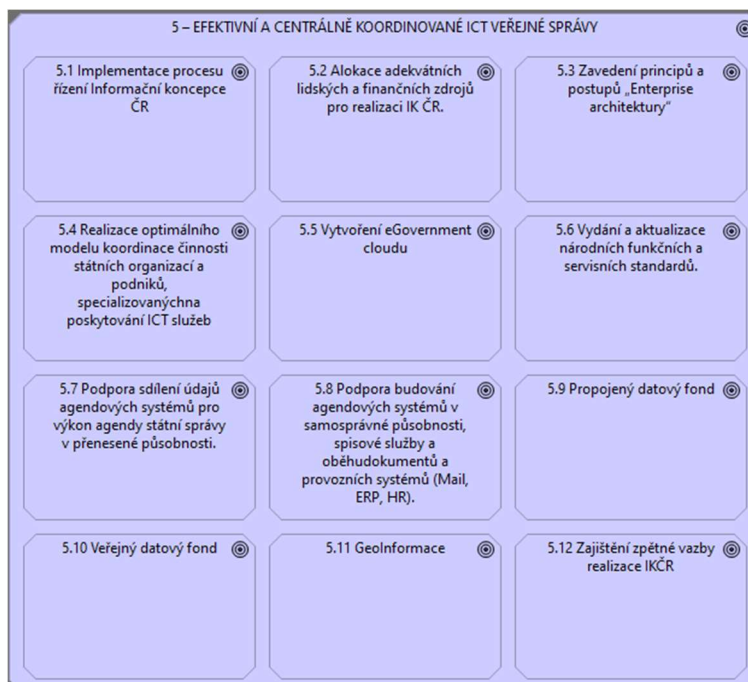 5 – EFEKTIVNÍ A CENTRÁLNĚ KOORDINOVANÉ ICT VEŘEJNÉ SPRÁVY
5.1 Implementace procesu
řízení Informační koncepce
ČR
5.2 Alokace adekvátních
lidských a finančních zdrojů
pro realizaci IK ČR.
5.3 Zavedení principů a
postupů „Enterprise
architektury“
5.4 Realizace optimálního
modelu koordinace činnosti
státních organizací a
podniků,
specializovanýchna
poskytování ICT služeb
5.5 Vytvoření eGovernment
cloudu
5.6 Vydání a aktualizace
národních funkčních a
servisních standardů.
5.7 Podpora sdílení údajů
agendových systémů pro
výkon agendy státní správy
v přenesené působnosti.
5.8 Podpora budování
agendových systémů v
samosprávné působnosti,
spisové služby a
oběhudokumentů a
provozních systémů (Mail,
ERP, HR).
5.9 Propojený datový fond
5.10 Veřejný datový fond
5.11 GeoInformace
5.12 Zajištění zpětné vazby
realizace IKČR